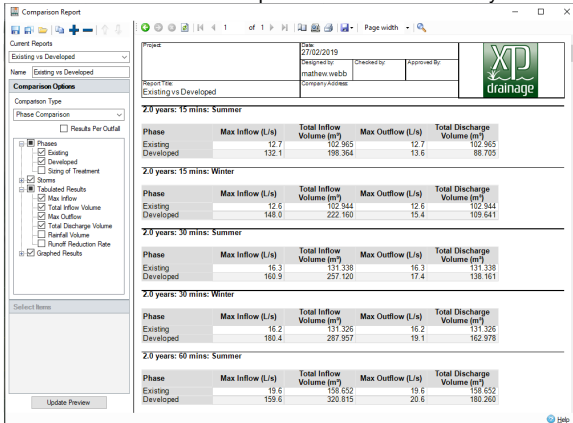 Comparison Report
Current Reports
1 of 1 Page width
Existing vs Developed
Name Existing vs Developed
Comparison Options
Comparison Type
Phase Comparison
Results Per Outfall
Phases
Existing
Developed
Sizing of Treatment
Storms
Tabulated Results
Max Inflow
Total Inflow Volume
Max Outflow
Total Discharge Volume
Rainfall Volume
Runoff Reduction Rate
Graphed Results
Select Items
Update Preview
Project:
Date:
27/02/2019
Designed by: Checked by: Approved By:
mathew.webb
Report Title:
Existing vs Developed
Company Address:
XP
drainage
2.0 years: 15 mins: Summer
Phase Max Inflow (L/s) Total Inflow Volume (m³) Max Outflow (L/s) Total Discharge Volume (m³)
Existing 12.7 102.965 12.7 102.965
Developed 132.1 198.364 13.6 88.705
2.0 years: 15 mins: Winter
Phase Max Inflow (L/s) Total Inflow Volume (m³) Max Outflow (L/s) Total Discharge Volume (m³)
Existing 12.6 102.944 12.6 102.944
Developed 148.0 222.160 15.4 109.641
2.0 years: 30 mins: Summer
Phase Max Inflow (L/s) Total Inflow Volume (m³) Max Outflow (L/s) Total Discharge Volume (m³)
Existing 16.3 131.338 16.3 131.338
Developed 160.9 257.120 17.4 138.161
2.0 years: 30 mins: Winter
Phase Max Inflow (L/s) Total Inflow Volume (m³) Max Outflow (L/s) Total Discharge Volume (m³)
Existing 16.2 131.326 16.2 131.326
Developed 180.4 287.957 19.1 162.978
2.0 years: 60 mins: Summer
Phase Max Inflow (L/s) Total Inflow Volume (m³) Max Outflow (L/s) Total Discharge Volume (m³)
Existing 19.6 158.652 19.6 158.652
Developed 159.6 320.815 20.6 180.260
Help